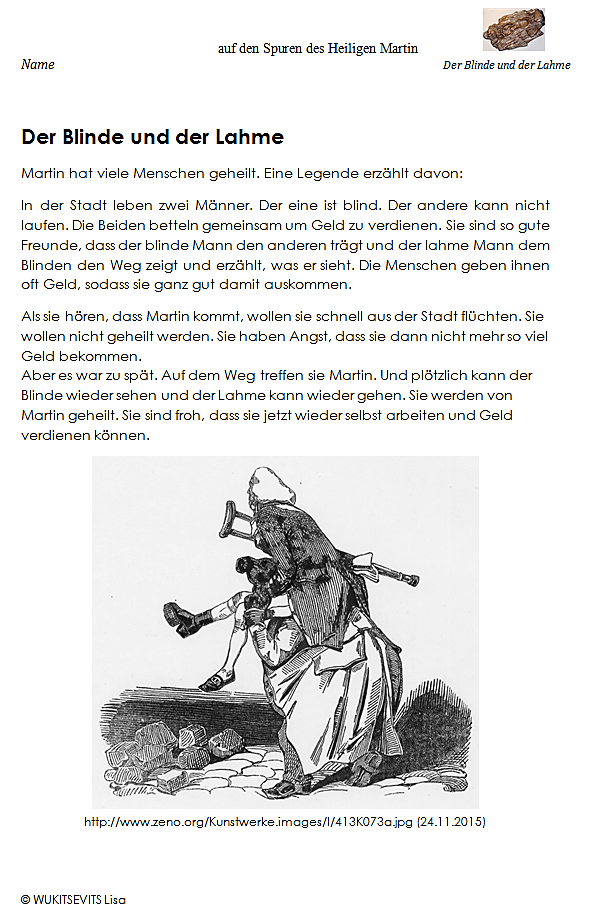 auf den Spuren des Heiligen Martin
Name
Der Blinde und der Lahme
Der Blinde und der Lahme
Martin hat viele Menschen geheilt. Eine Legende erzählt davon:
In der Stadt leben zwei Männer. Der eine ist blind. Der andere kann nicht
laufen. Die Beiden betteln gemeinsam um Geld zu verdienen. Sie sind so gute
Freunde, dass der blinde Mann den anderen trägt und der lahme Mann dem
Blinden den Weg zeigt und erzählt, was er sieht. Die Menschen geben ihnen
oft Geld, sodass sie ganz gut damit auskommen.
Als sie hören, dass Martin kommt, wollen sie schnell aus der Stadt flüchten. Sie
wollen nicht geheilt werden. Sie haben Angst, dass sie dann nicht mehr so viel
Geld bekommen.
Aber es war zu spät. Auf dem Weg treffen sie Martin. Und plötzlich kann der
Blinde wieder sehen und der Lahme kann wieder gehen. Sie werden von
Martin geheilt. Sie sind froh, dass sie jetzt wieder selbst arbeiten und Geld
verdienen können.
http://www.zeno.org/Kunstwerke.images/I/413K073a.jpg (24.11.2015)
© WUKITSEVITS Lisa